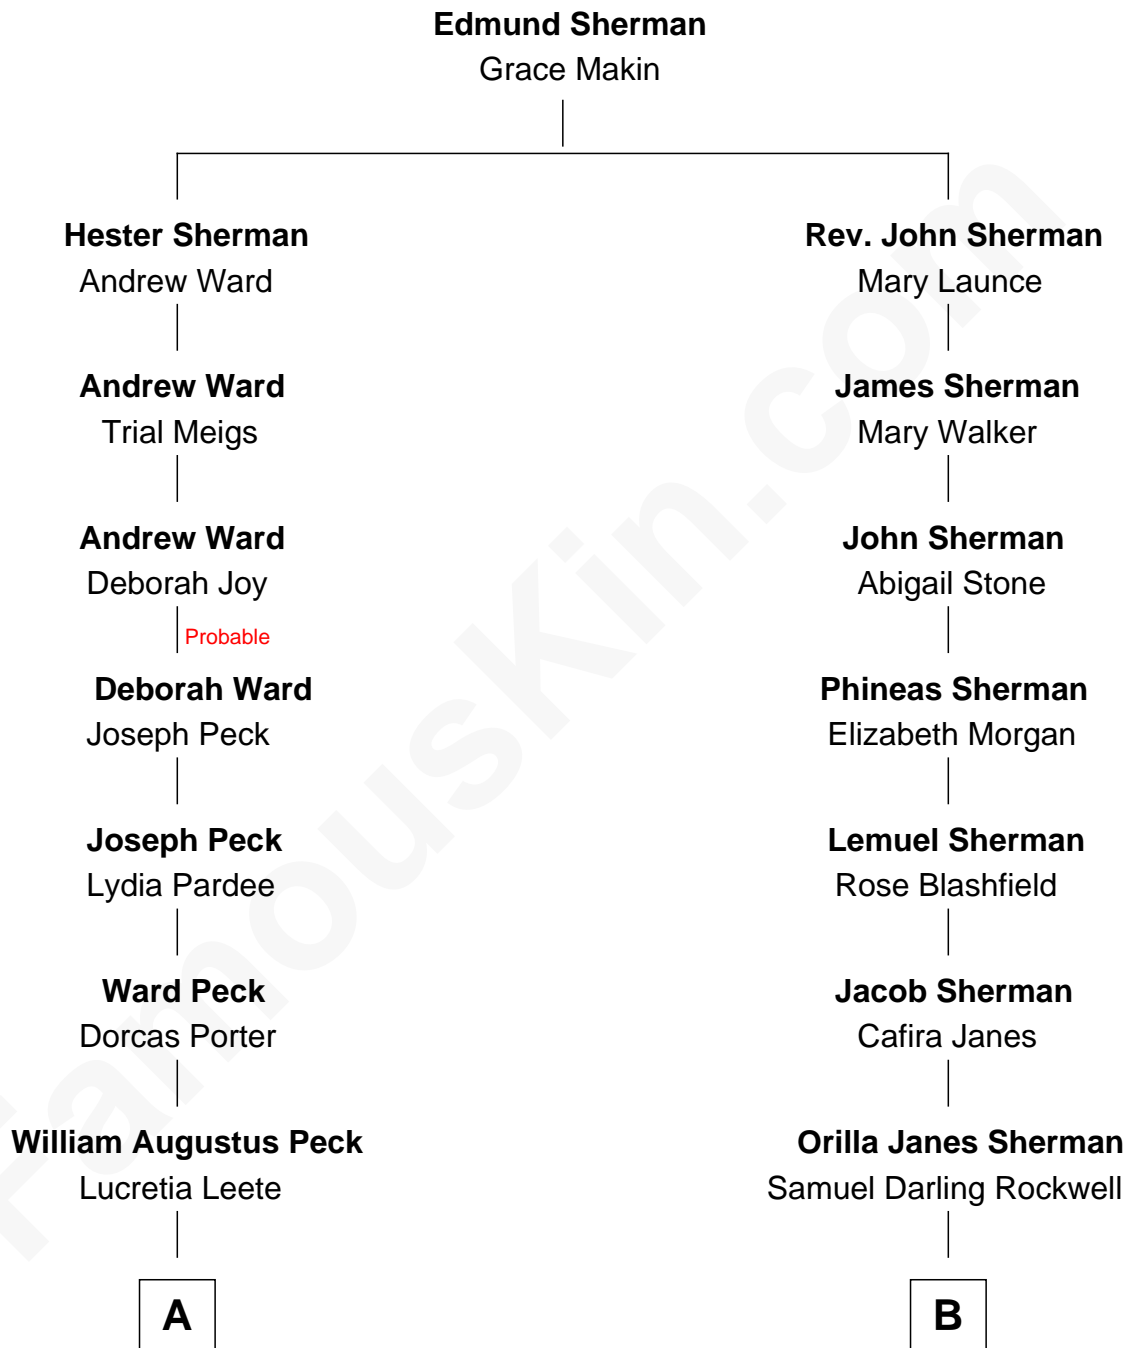 Edmund Sherman
Grace Makin
Hester Sherman
Andrew Ward
Andrew Ward
Trial Meigs
Andrew Ward
Deborah Joy
Probable
Deborah Ward
Joseph Peck
Joseph Peck
Lydia Pardee
Ward Peck
Dorcas Porter
William Augustus Peck
Lucretia Leete
A
Rev. John Sherman
Mary Launce
James Sherman
Mary Walker
John Sherman
Abigail Stone
Phineas Sherman
Elizabeth Morgan
Lemuel Sherman
Rose Blashfield
Jacob Sherman
Cafira Janes
Orilla Janes Sherman
Samuel Darling Rockwell
B
FamousKin.com